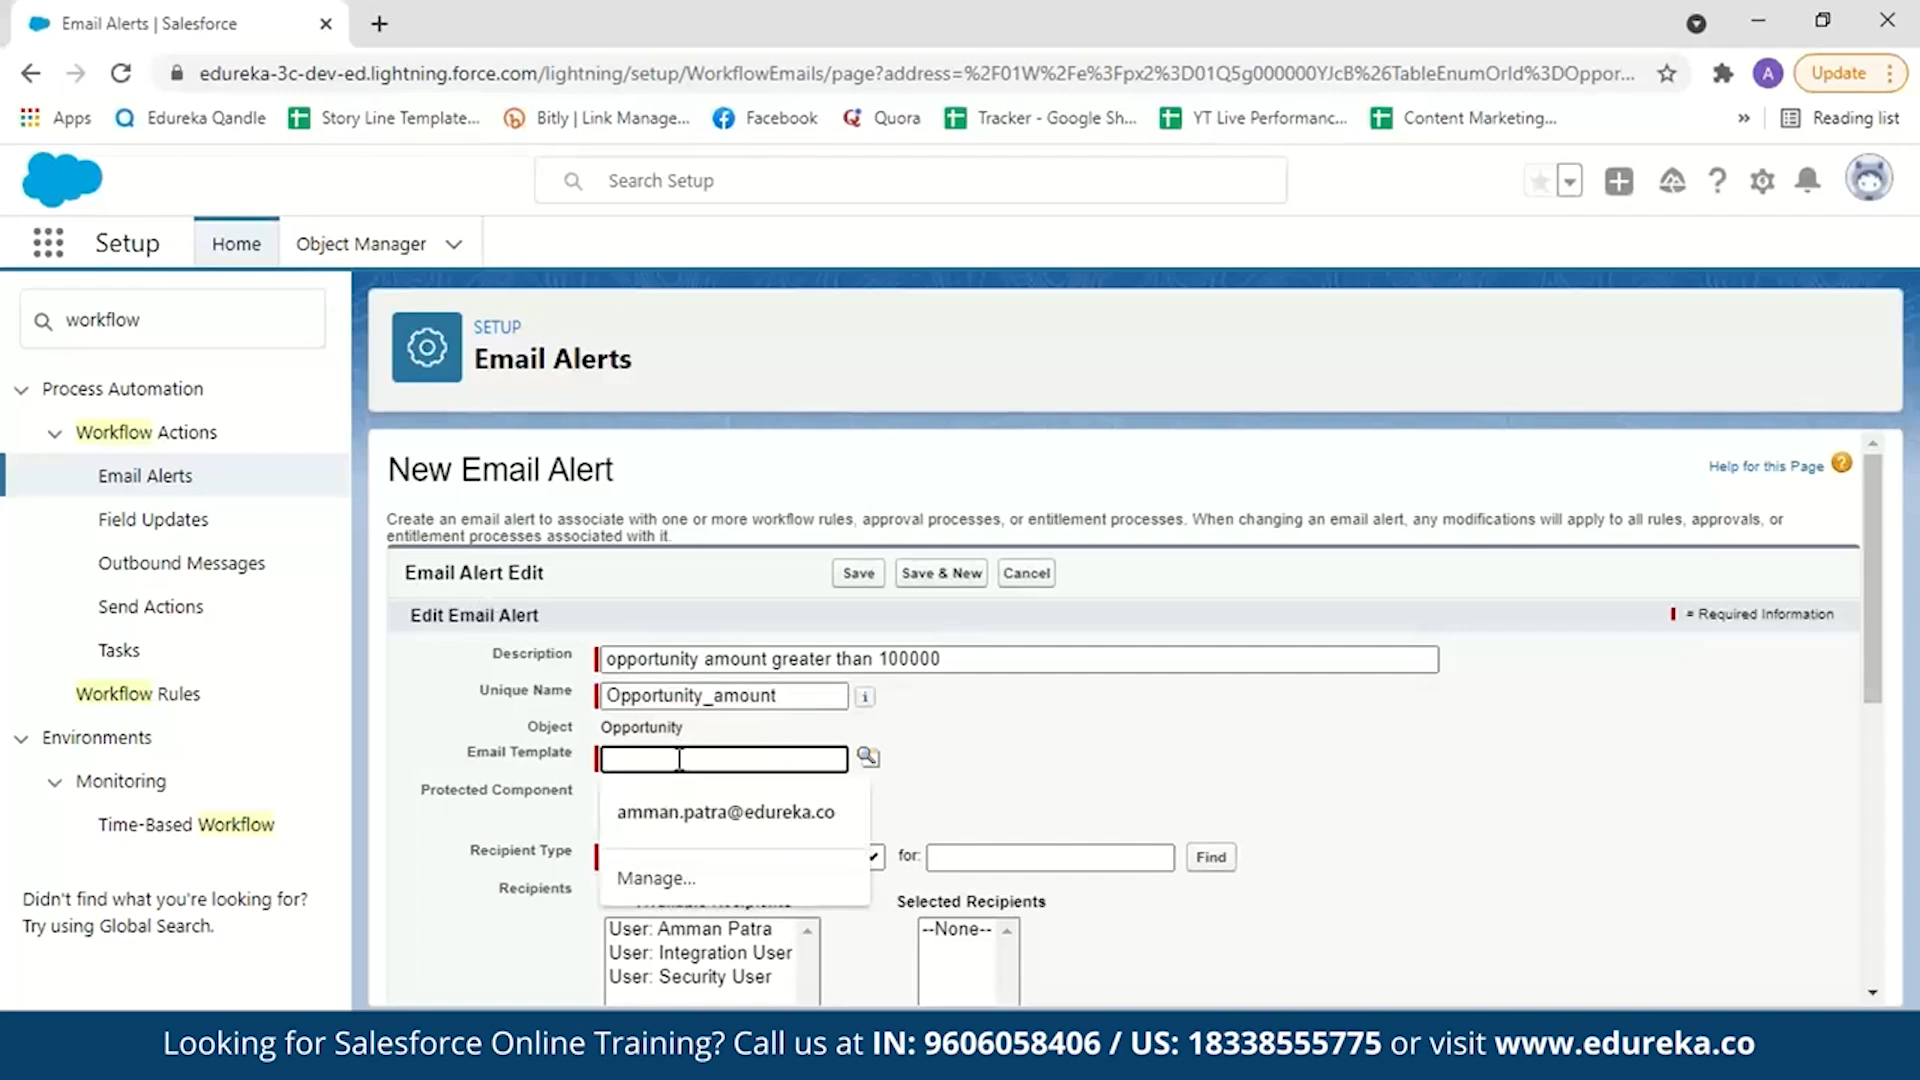 Email Alerts | Salesforce
edureka-3c-dev-ed.lightning.force.com/lightning/setup/WorkflowEmails/page?address=%2F01W%2Fe%3Fpx2%3D01Q5g000000YJcB%26TableEnumOrId%3DOppor...
A
Update
Apps
Edureka Qandle
Story Line Template...
Bitly | Link Manage...
Facebook
Quora
Tracker - Google Sh...
YT Live Performanc...
Content Marketing...
»
Reading list
Search Setup
Setup
Home
Object Manager
workflow
Process Automation
Workflow Actions
Email Alerts
Field Updates
Outbound Messages
Send Actions
Tasks
Workflow Rules
Environments
Monitoring
Time-Based Workflow
Didn't find what you're looking for?
Try using Global Search.
SETUP
Email Alerts
New Email Alert
Help for this Page
Create an email alert to associate with one or more workflow rules, approval processes, or entitlement processes. When changing an email alert, any modifications will apply to all rules, approvals, or
entitlement processes associated with it.
Email Alert Edit
Save
Save & New
Cancel
Edit Email Alert
= Required Information
Description
opportunity amount greater than 100000
Unique Name
Opportunity_amount
i
Object
Opportunity
Email Template
Protected Component
amman.patra@edureka.co
Manage...
Recipient Type
for:
Find
Recipients
Selected Recipients
User: Amman Patra
User: Integration User
User: Security User
--None--
Looking for Salesforce Online Training? Call us at IN: 9606058406 / US: 18338555775 or visit www.edureka.co